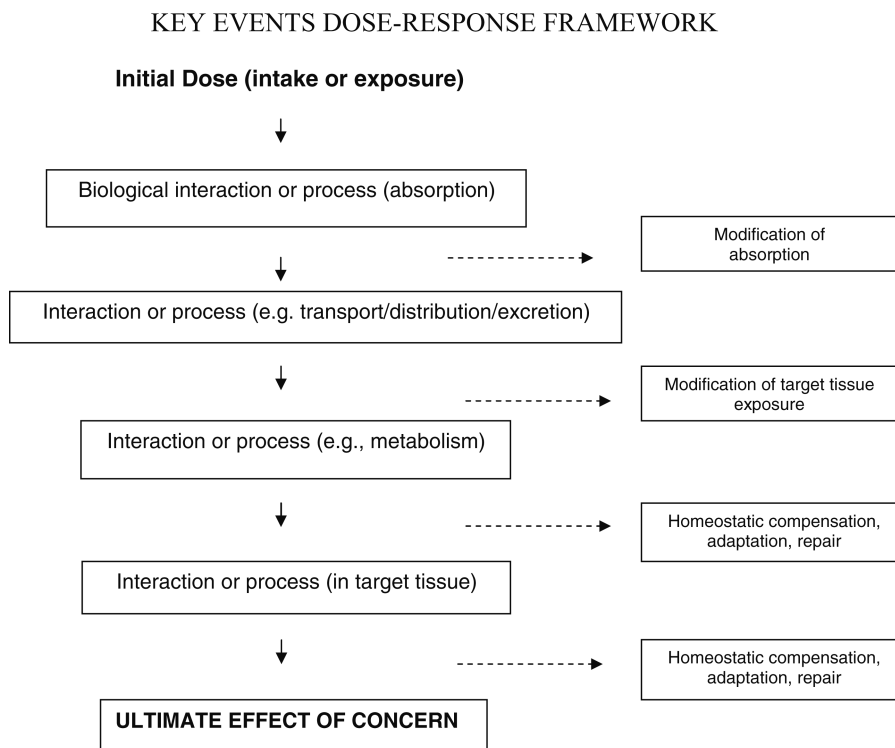 KEY EVENTS DOSE-RESPONSE FRAMEWORK
Initial Dose (intake or exposure)
Biological interaction or process (absorption)
Modification of
absorption
Interaction or process (e.g. transport/distribution/excretion)
Modification of target tissue
exposure
Interaction or process (e.g., metabolism)
Homeostatic compensation,
adaptation, repair
Interaction or process (in target tissue)
Homeostatic compensation,
adaptation, repair
ULTIMATE EFFECT OF CONCERN